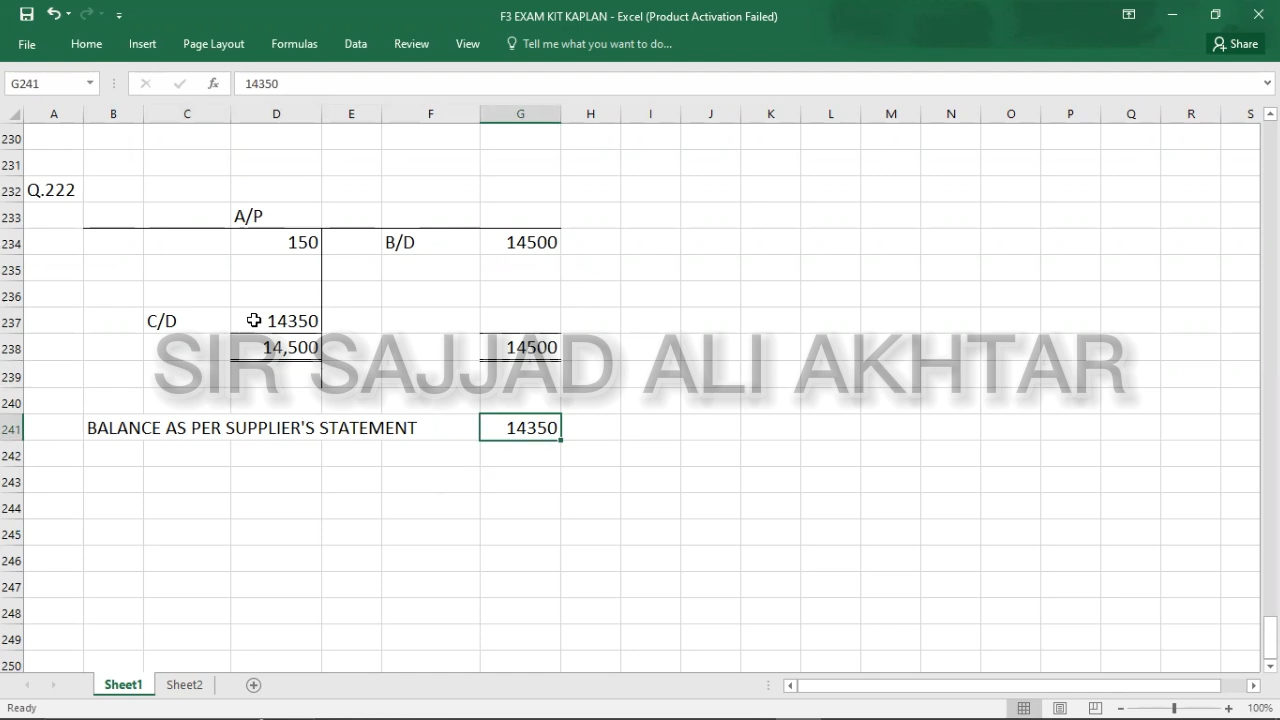 F3 EXAM KIT KAPLAN - Excel (Product Activation Failed)
File Home Insert Page Layout Formulas Data Review View Tell me what you want to do... Share
G241 fx 14350
A B C D E F G H I J K L M N O P Q R S
230
231
232 Q.222
233 A/P
234 150 B/D 14500
235
236
237 C/D 14350
238 14,500 14500
SIR SAJJAD ALI AKHTAR
239
240
241 BALANCE AS PER SUPPLIER'S STATEMENT 14350
242
243
244
245
246
247
248
249
250
Sheet1 Sheet2
Ready 100%